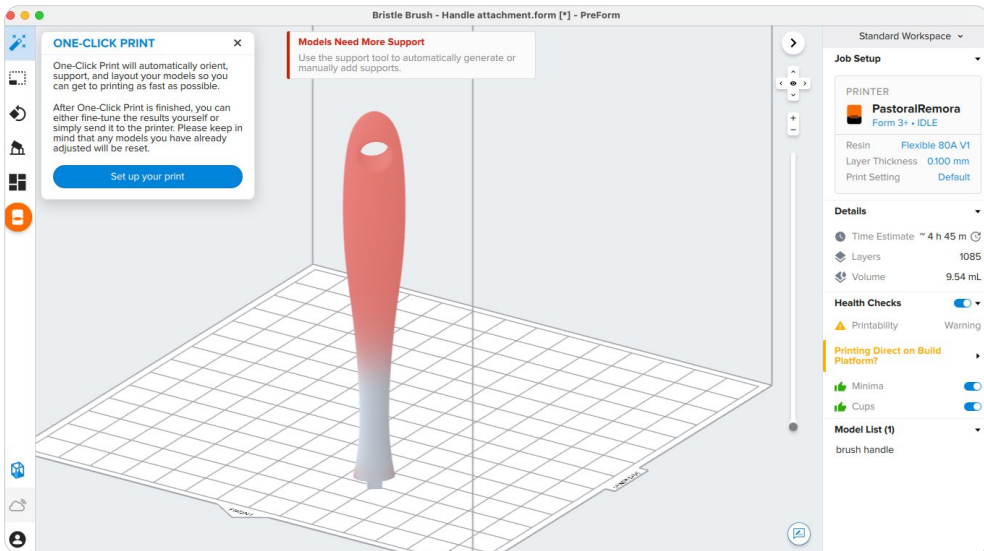 Bristle Brush - Handle attachment.form [*] - PreForm
ONE-CLICK PRINT
One-Click Print will automatically orient,
support, and layout your models so you
can get to printing as fast as possible.
After One-Click Print is finished, you can
either fine-tune the results yourself or
simply send it to the printer. Please keep in
mind that any models you have already
adjusted will be reset.
Set up your print
Models Need More Support
Use the support tool to automatically generate or
manually add supports.
FRONT
Standard Workspace
Job Setup
PRINTER
PastoralRemora
Form 3+ • IDLE
Resin Flexible 80A V1
Layer Thickness 0.100 mm
Print Setting Default
Details
Time Estimate ~ 4 h 45 m
Layers 1085
Volume 9.54 mL
Health Checks
Printability Warning
Printing Direct on Build
Platform?
Minima
Cups
Model List (1)
brush handle